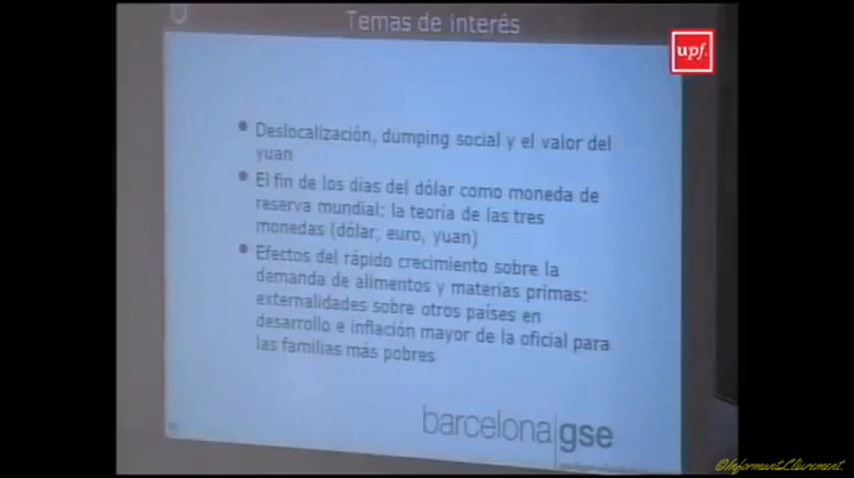 Temas de interés
upf.
• Deslocalización, dumping social y el valor del
yuan
• El fin de los días del dólar como moneda de
reserva mundial: la teoría de las tres
monedas (dólar, euro, yuan)
• Efectos del rápido crecimiento sobre la
demanda de alimentos y materias primas:
externalidades sobre otros países en
desarrollo e inflación mayor de la oficial para
las familias más pobres
barcelona|gse
@InformantLliurement.